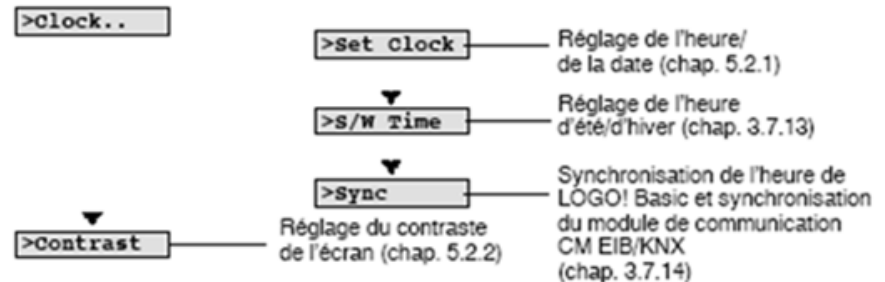 >Clock..
>Set Clock
Réglage de l'heure/
de la date (chap. 5.2.1)
>S/W Time
Réglage de l'heure
d'été/d'hiver (chap. 3.7.13)
>Sync
Synchronisation de l'heure de
LOGO! Basic et synchronisation
du module de communication
CM EIB/KNX
(chap. 3.7.14)
>Contrast
Réglage du contraste
de l'écran (chap. 5.2.2)